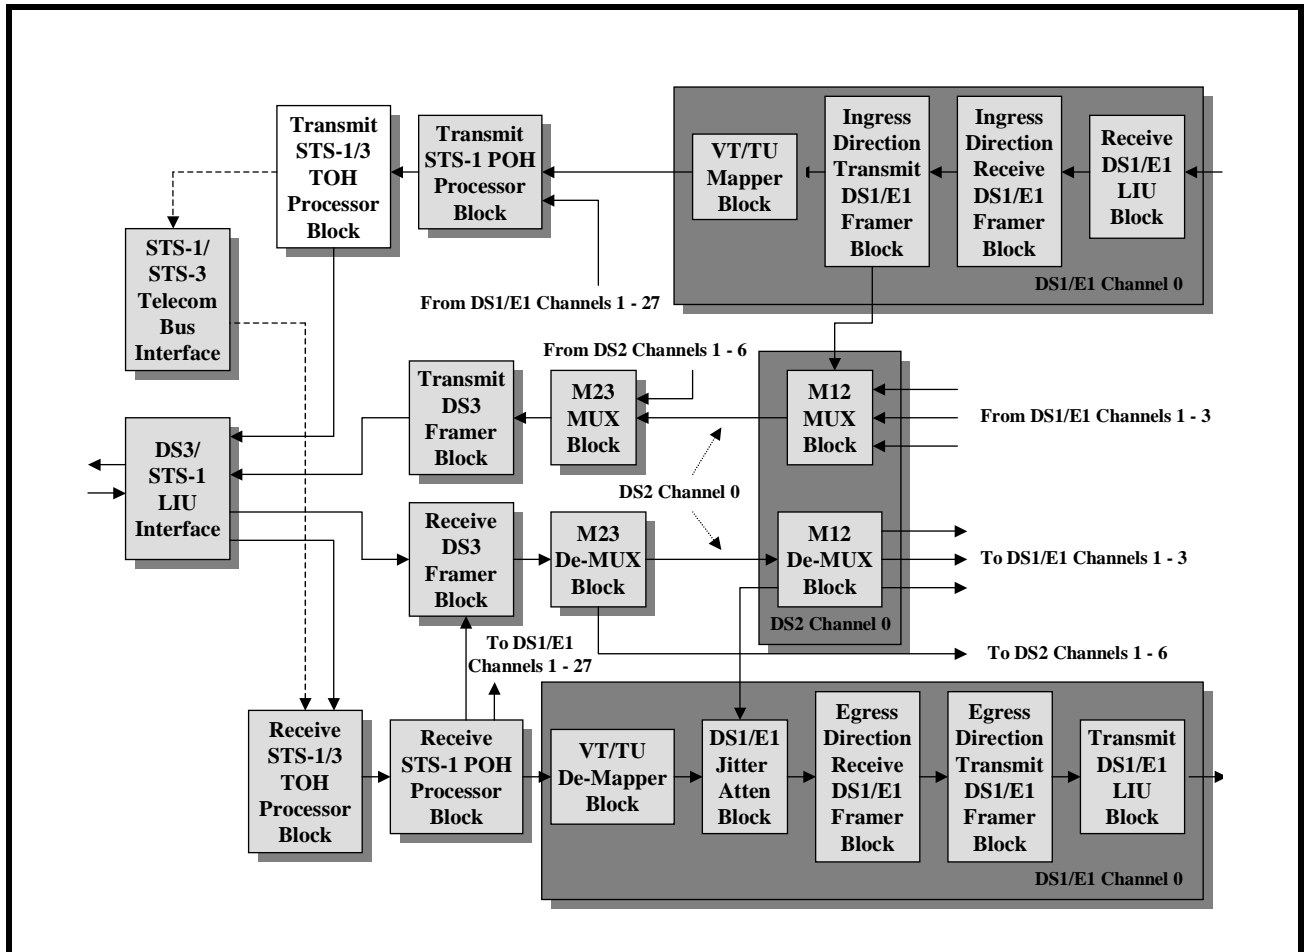 Transmit
STS-1/3
TOH
Processor
Block
Transmit
STS-1 POH
Processor
Block
VT/TU
Mapper
Block
Ingress
Direction
Transmit
DS1/E1
Framer
Block
Ingress
Direction
Receive
DS1/E1
Framer
Block
Receive
DS1/E1
LIU
Block
DS1/E1 Channel 0
STS-1/
STS-3
Telecom
Bus
Interface
From DS1/E1 Channels 1 - 27
From DS2 Channels 1 - 6
Transmit
DS3
Framer
Block
M23
MUX
Block
M12
MUX
Block
From DS1/E1 Channels 1 - 3
DS3/
STS-1
LIU
Interface
DS2 Channel 0
Receive
DS3
Framer
Block
M23
De-MUX
Block
M12
De-MUX
Block
To DS1/E1 Channels 1 - 3
DS2 Channel 0
To DS1/E1
Channels 1 - 27
To DS2 Channels 1 - 6
Receive
STS-1/3
TOH
Processor
Block
Receive
STS-1 POH
Processor
Block
VT/TU
De-Mapper
Block
DS1/E1
Jitter
Atten
Block
Egress
Direction
Receive
DS1/E1
Framer
Block
Egress
Direction
Transmit
DS1/E1
Framer
Block
Transmit
DS1/E1
LIU
Block
DS1/E1 Channel 0